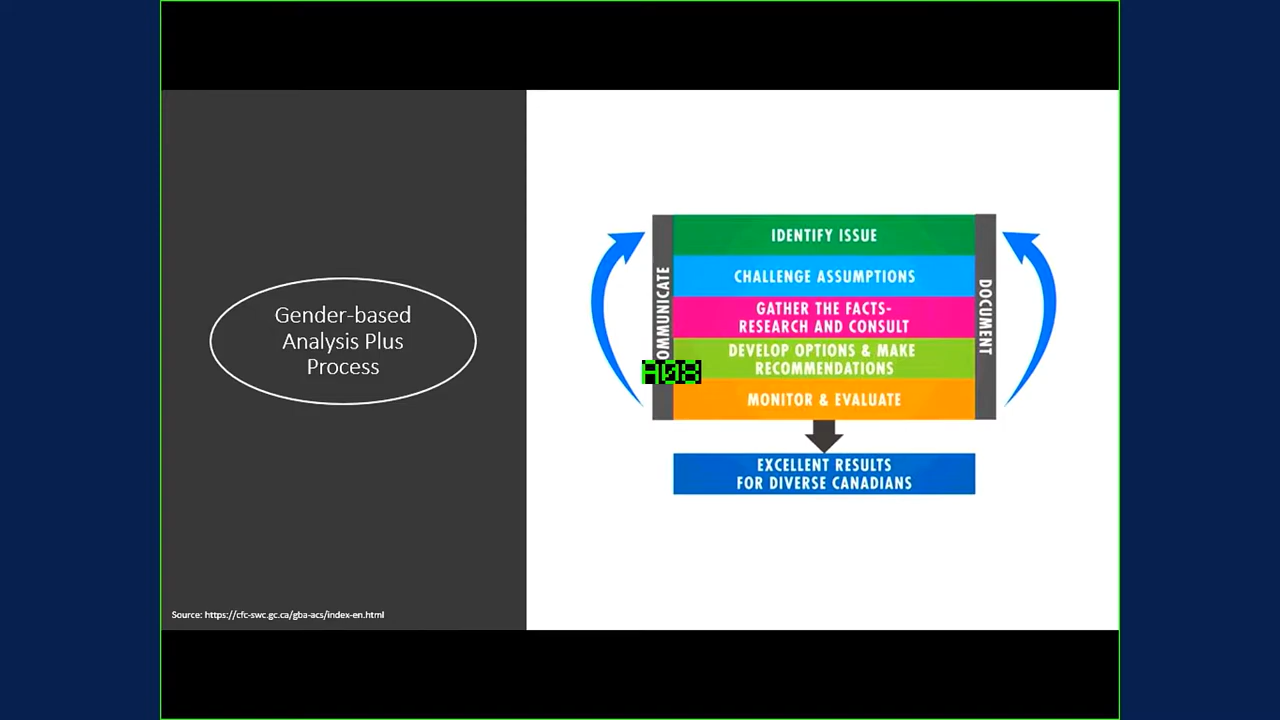 Gender-based
Analysis Plus
Process
Source: https://cfc-swc.gc.ca/gba-acs/index-en.html
IDENTIFY ISSUE
CHALLENGE ASSUMPTIONS
GATHER THE FACTS-
RESEARCH AND CONSULT
DEVELOP OPTIONS & MAKE
RECOMMENDATIONS
MONITOR & EVALUATE
DOCUMENT
A08
EXCELLENT RESULTS
FOR DIVERSE CANADIANS